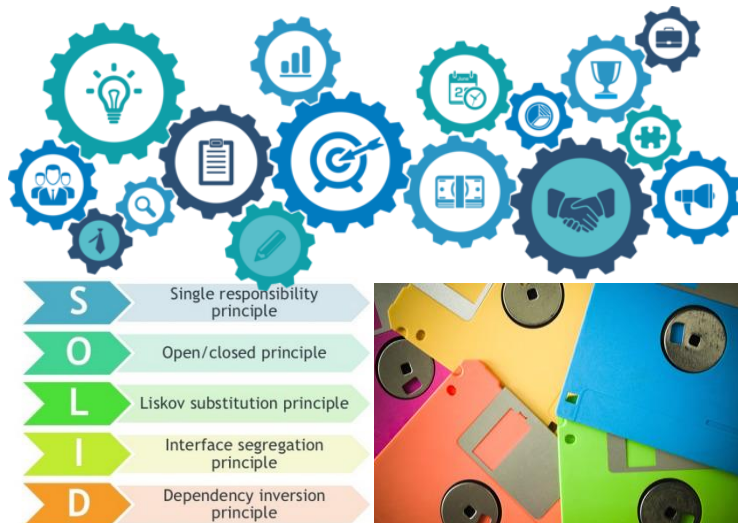 S
Single responsibility
principle
O
Open/closed principle
L
Liskov substitution principle
I
Interface segregation
principle
D
Dependency inversion
principle